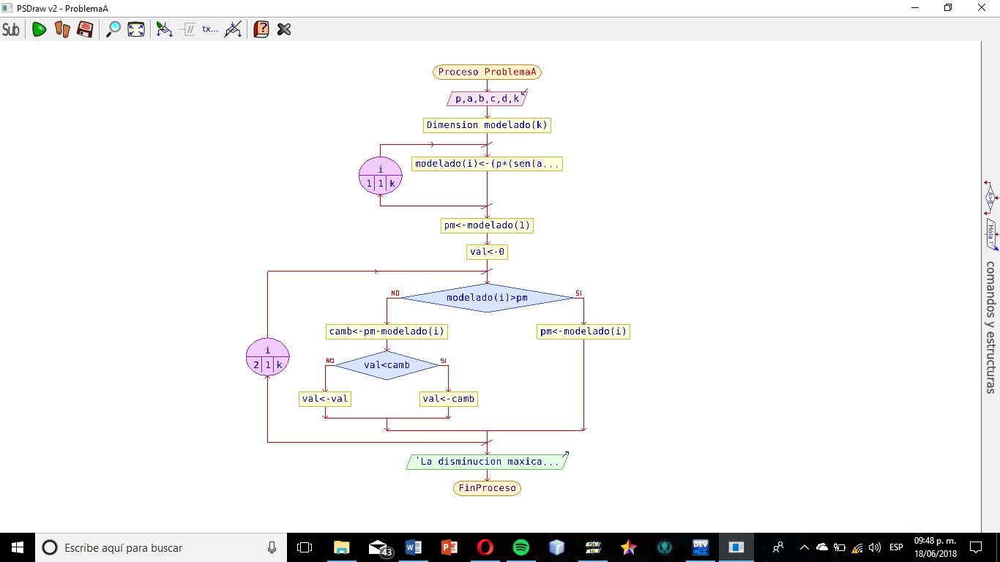 PSDraw v2 - ProblemaA
Sub
tx...
?
Proceso ProblemaA
p,a,b,c,d,k
Dimension modelado(k)
modelado(i)<-(p*(sen(a...
i
1 1 k
pm<-modelado(1)
val<-0
NO
modelado(i)>pm
SI
camb<-pm-modelado(i)
pm<-modelado(i)
i
2 1 k
NO
val<camb
SI
val<-val
val<-camb
'La disminucion maxica...
FinProceso
A>B
'Hola !'
comandos y estructuras
Escribe aquí para buscar
43
DEV
ESP
09:48 p. m.
18/06/2018